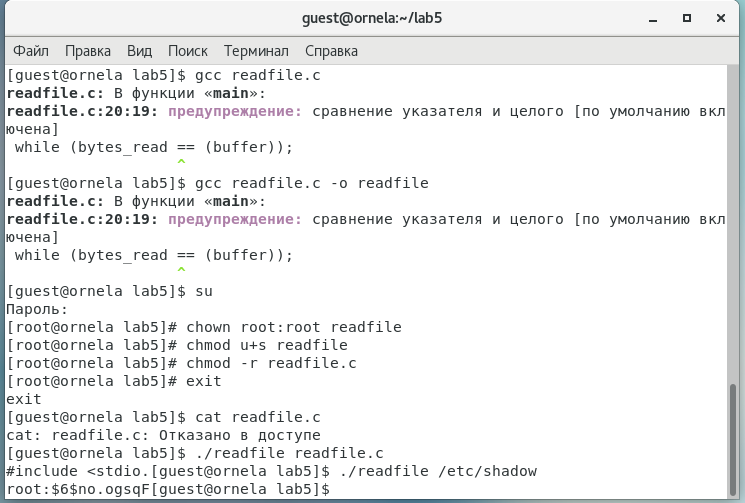 guest@ornela:~/lab5
Файл Правка Вид Поиск Терминал Справка
[guest@ornela lab5]$ gcc readfile.c
readfile.c: В функции «main»:
readfile.c:20:19: предупреждение: сравнение указателя и целого [по умолчанию вкл
ючена]
 while (bytes_read == (buffer));
                   ^
[guest@ornela lab5]$ gcc readfile.c -o readfile
readfile.c: В функции «main»:
readfile.c:20:19: предупреждение: сравнение указателя и целого [по умолчанию вкл
ючена]
 while (bytes_read == (buffer));
                   ^
[guest@ornela lab5]$ su
Пароль:
[root@ornela lab5]# chown root:root readfile
[root@ornela lab5]# chmod u+s readfile
[root@ornela lab5]# chmod -r readfile.c
[root@ornela lab5]# exit
exit
[guest@ornela lab5]$ cat readfile.c
cat: readfile.c: Отказано в доступе
[guest@ornela lab5]$ ./readfile readfile.c
#include <stdio.[guest@ornela lab5]$ ./readfile /etc/shadow
root:$6$no.ogsqF[guest@ornela lab5]$